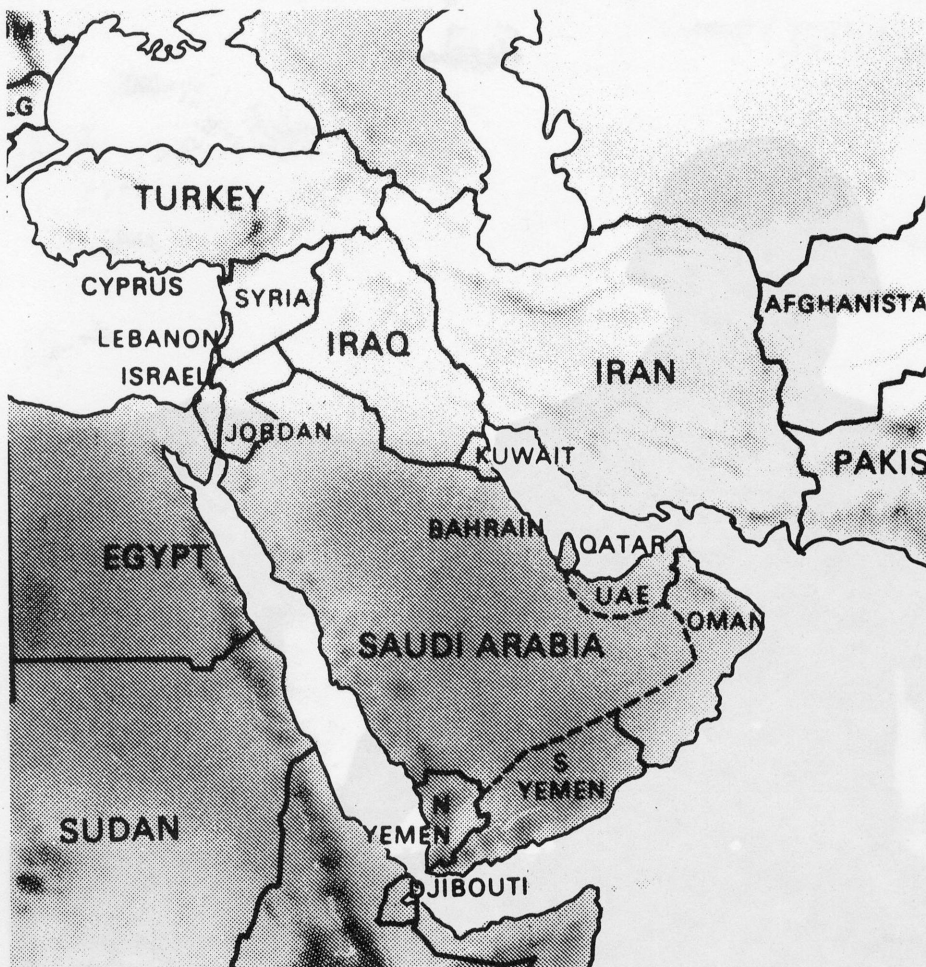 M
LG
TURKEY
CYPRUS
SYRIA
AFGHANISTA
LEBANON
IRAQ
ISRAEL
IRAN
JORDAN
KUWAIT
PAKIS
BAHRAIN
QATAR
EGYPT
UAE
OMAN
SAUDI ARABIA
S
YEMEN
N
YEMEN
SUDAN
DJIBOUTI